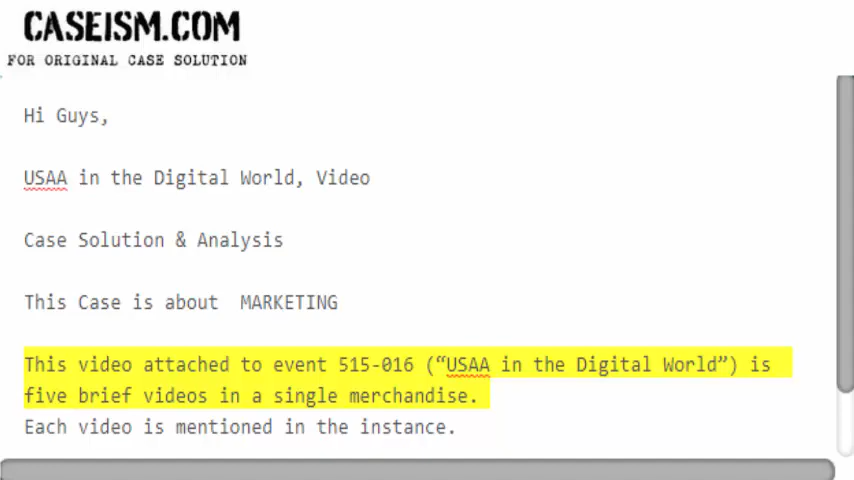 CASEISM.COM
FOR ORIGINAL CASE SOLUTION
Hi Guys,
USAA in the Digital World, Video
Case Solution & Analysis
This Case is about  MARKETING
This video attached to event 515-016 (“USAA in the Digital World”) is
five brief videos in a single merchandise.
Each video is mentioned in the instance.